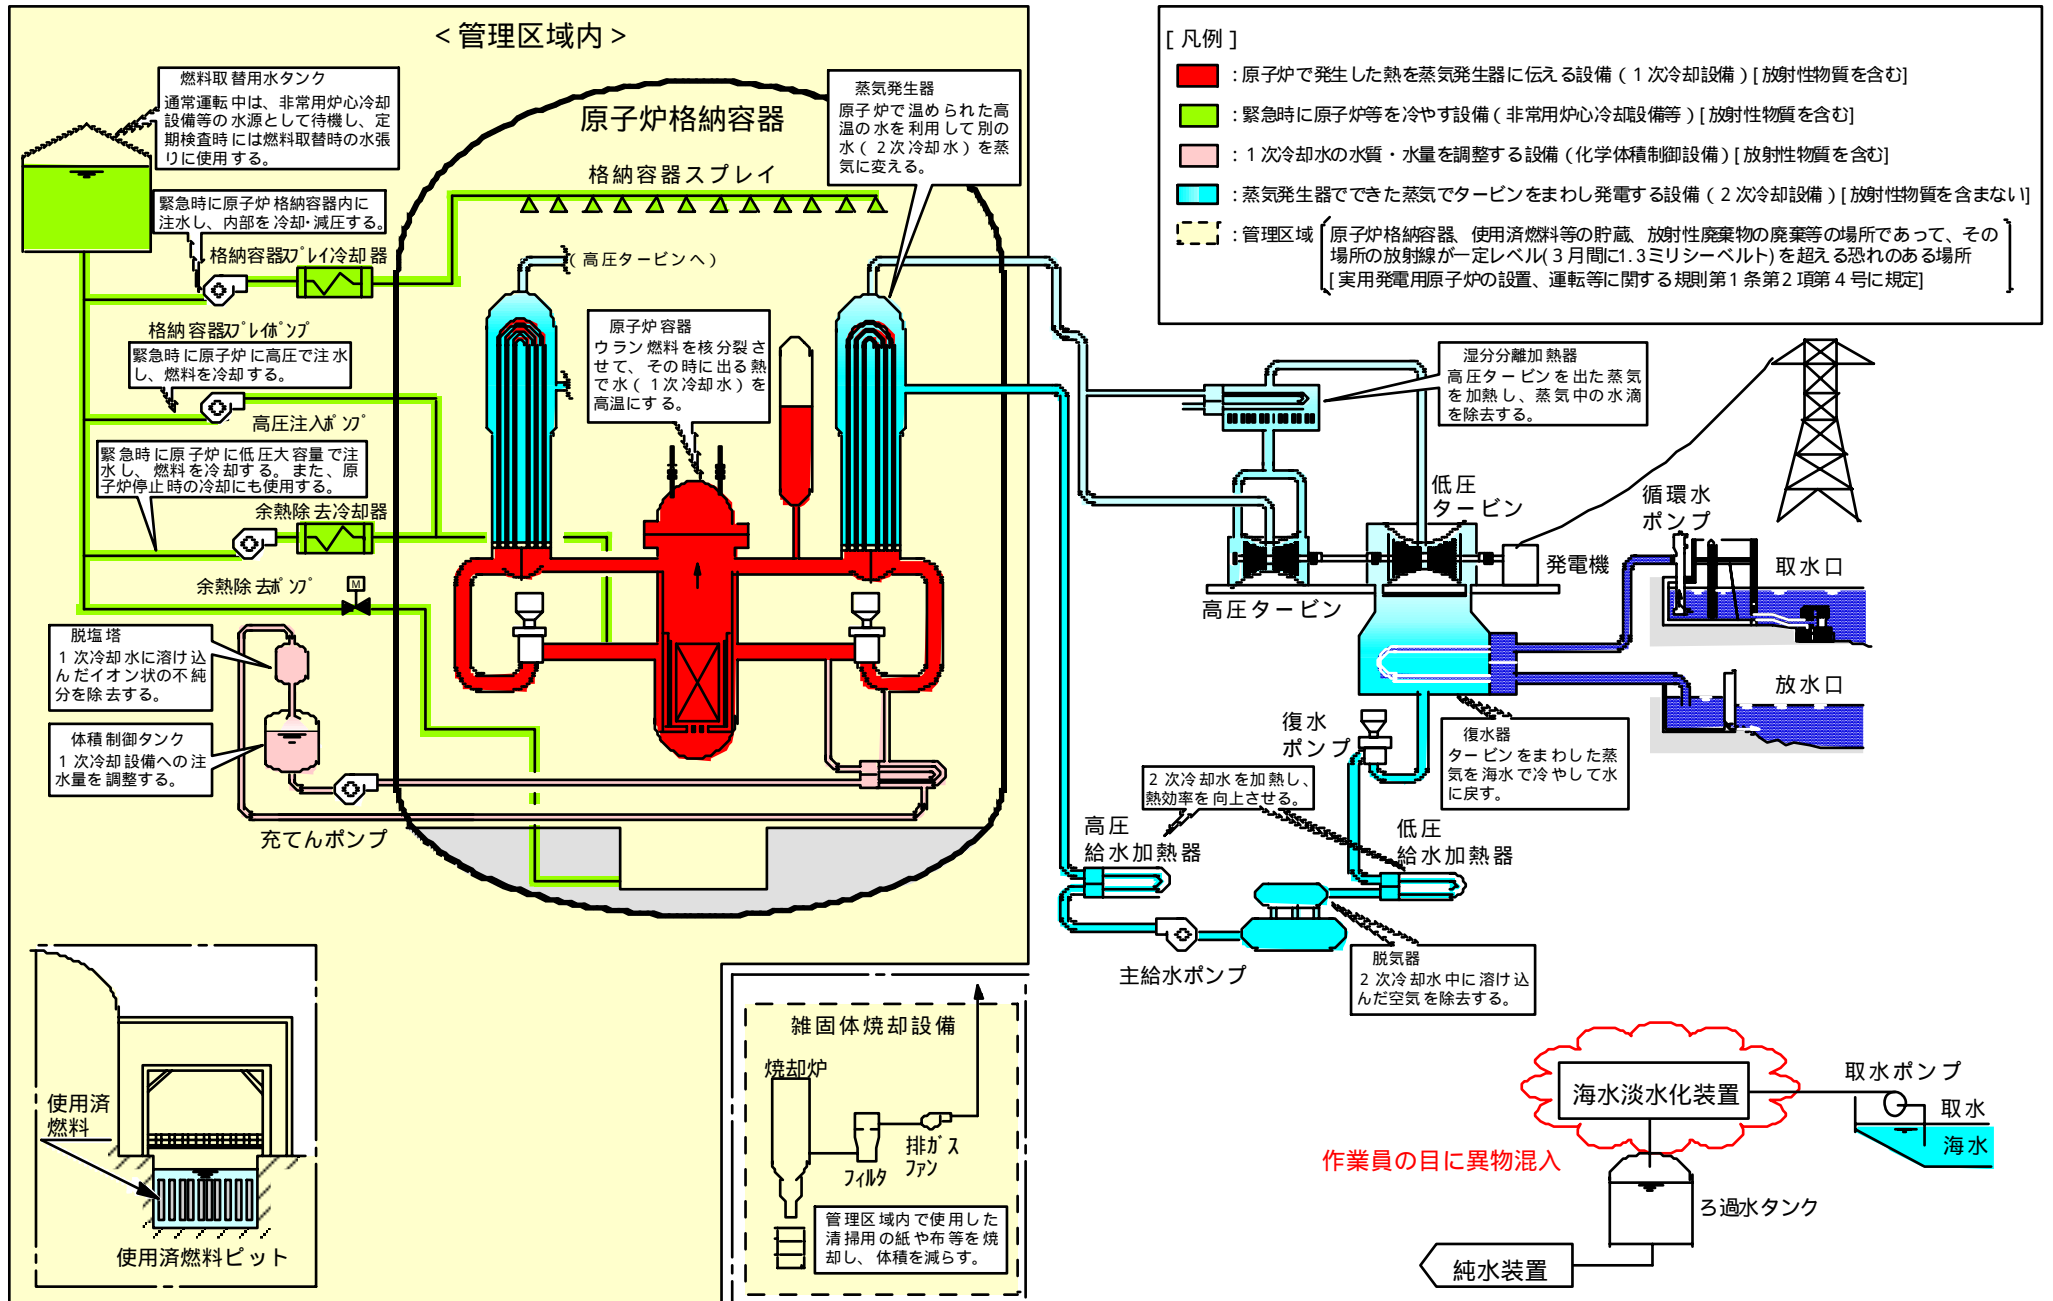 ＜管理区域内＞
燃料取替用水タンク
通常運転中は、非常用炉心冷却
設備等の水源として待機し、定
期検査時には燃料取替時の水張
りに使用する。
緊急時に原子炉格納容器内に
注水し、内部を冷却・減圧する。
格納容器スプレイ冷却器
格納容器スプレイポンプ
緊急時に原子炉に高圧で注水
し、燃料を冷却する。
高圧注入ポンプ
緊急時に原子炉に低圧大容量で注
水し、燃料を冷却する。また、原
子炉停止時の冷却にも使用する。
余熱除去冷却器
余熱除去ポンプ
M
脱塩塔
１次冷却水に溶け込
んだイオン状の不純
分を除去する。
体積制御タンク
１次冷却設備への注
水量を調整する。
充てんポンプ
原子炉格納容器
格納容器スプレイ
蒸気発生器
原子炉で温められた高
温の水を利用して別の
水（２次冷却水）を蒸
気に変える。
（高圧タービンへ）
原子炉容器
ウラン燃料を核分裂さ
せて、その時に出る熱
で水（１次冷却水）を
高温にする。
使用済
燃料
使用済燃料ピット
雑固体焼却設備
焼却炉
フィルタ
排ガス
ファン
管理区域内で使用した
清掃用の紙や布等を焼
却し、体積を減らす。
[凡例]
：原子炉で発生した熱を蒸気発生器に伝える設備（１次冷却設備）[放射性物質を含む]
：緊急時に原子炉等を冷やす設備（非常用炉心冷却設備等）[放射性物質を含む]
：１次冷却水の水質・水量を調整する設備（化学体積制御設備）[放射性物質を含む]
：蒸気発生器でできた蒸気でタービンをまわし発電する設備（２次冷却設備）[放射性物質を含まない]
：管理区域
原子炉格納容器、使用済燃料等の貯蔵、放射性廃棄物の廃棄等の場所であって、その
場所の放射線が一定レベル(３月間に1.3ミリシーベルト)を超える恐れのある場所
[実用発電用原子炉の設置、運転等に関する規則第１条第２項第４号に規定]
湿分分離加熱器
高圧タービンを出た蒸気
を加熱し、蒸気中の水滴
を除去する。
低圧
タービン
高圧タービン
発電機
循環水
ポンプ
取水口
放水口
復水
ポンプ
復水器
タービンをまわした蒸
気を海水で冷やして水
に戻す。
２次冷却水を加熱し、
熱効率を向上させる。
高圧
給水加熱器
低圧
給水加熱器
主給水ポンプ
脱気器
２次冷却水中に溶け込
んだ空気を除去する。
海水淡水化装置
取水ポンプ
取水
海水
作業員の目に異物混入
ろ過水タンク
純水装置